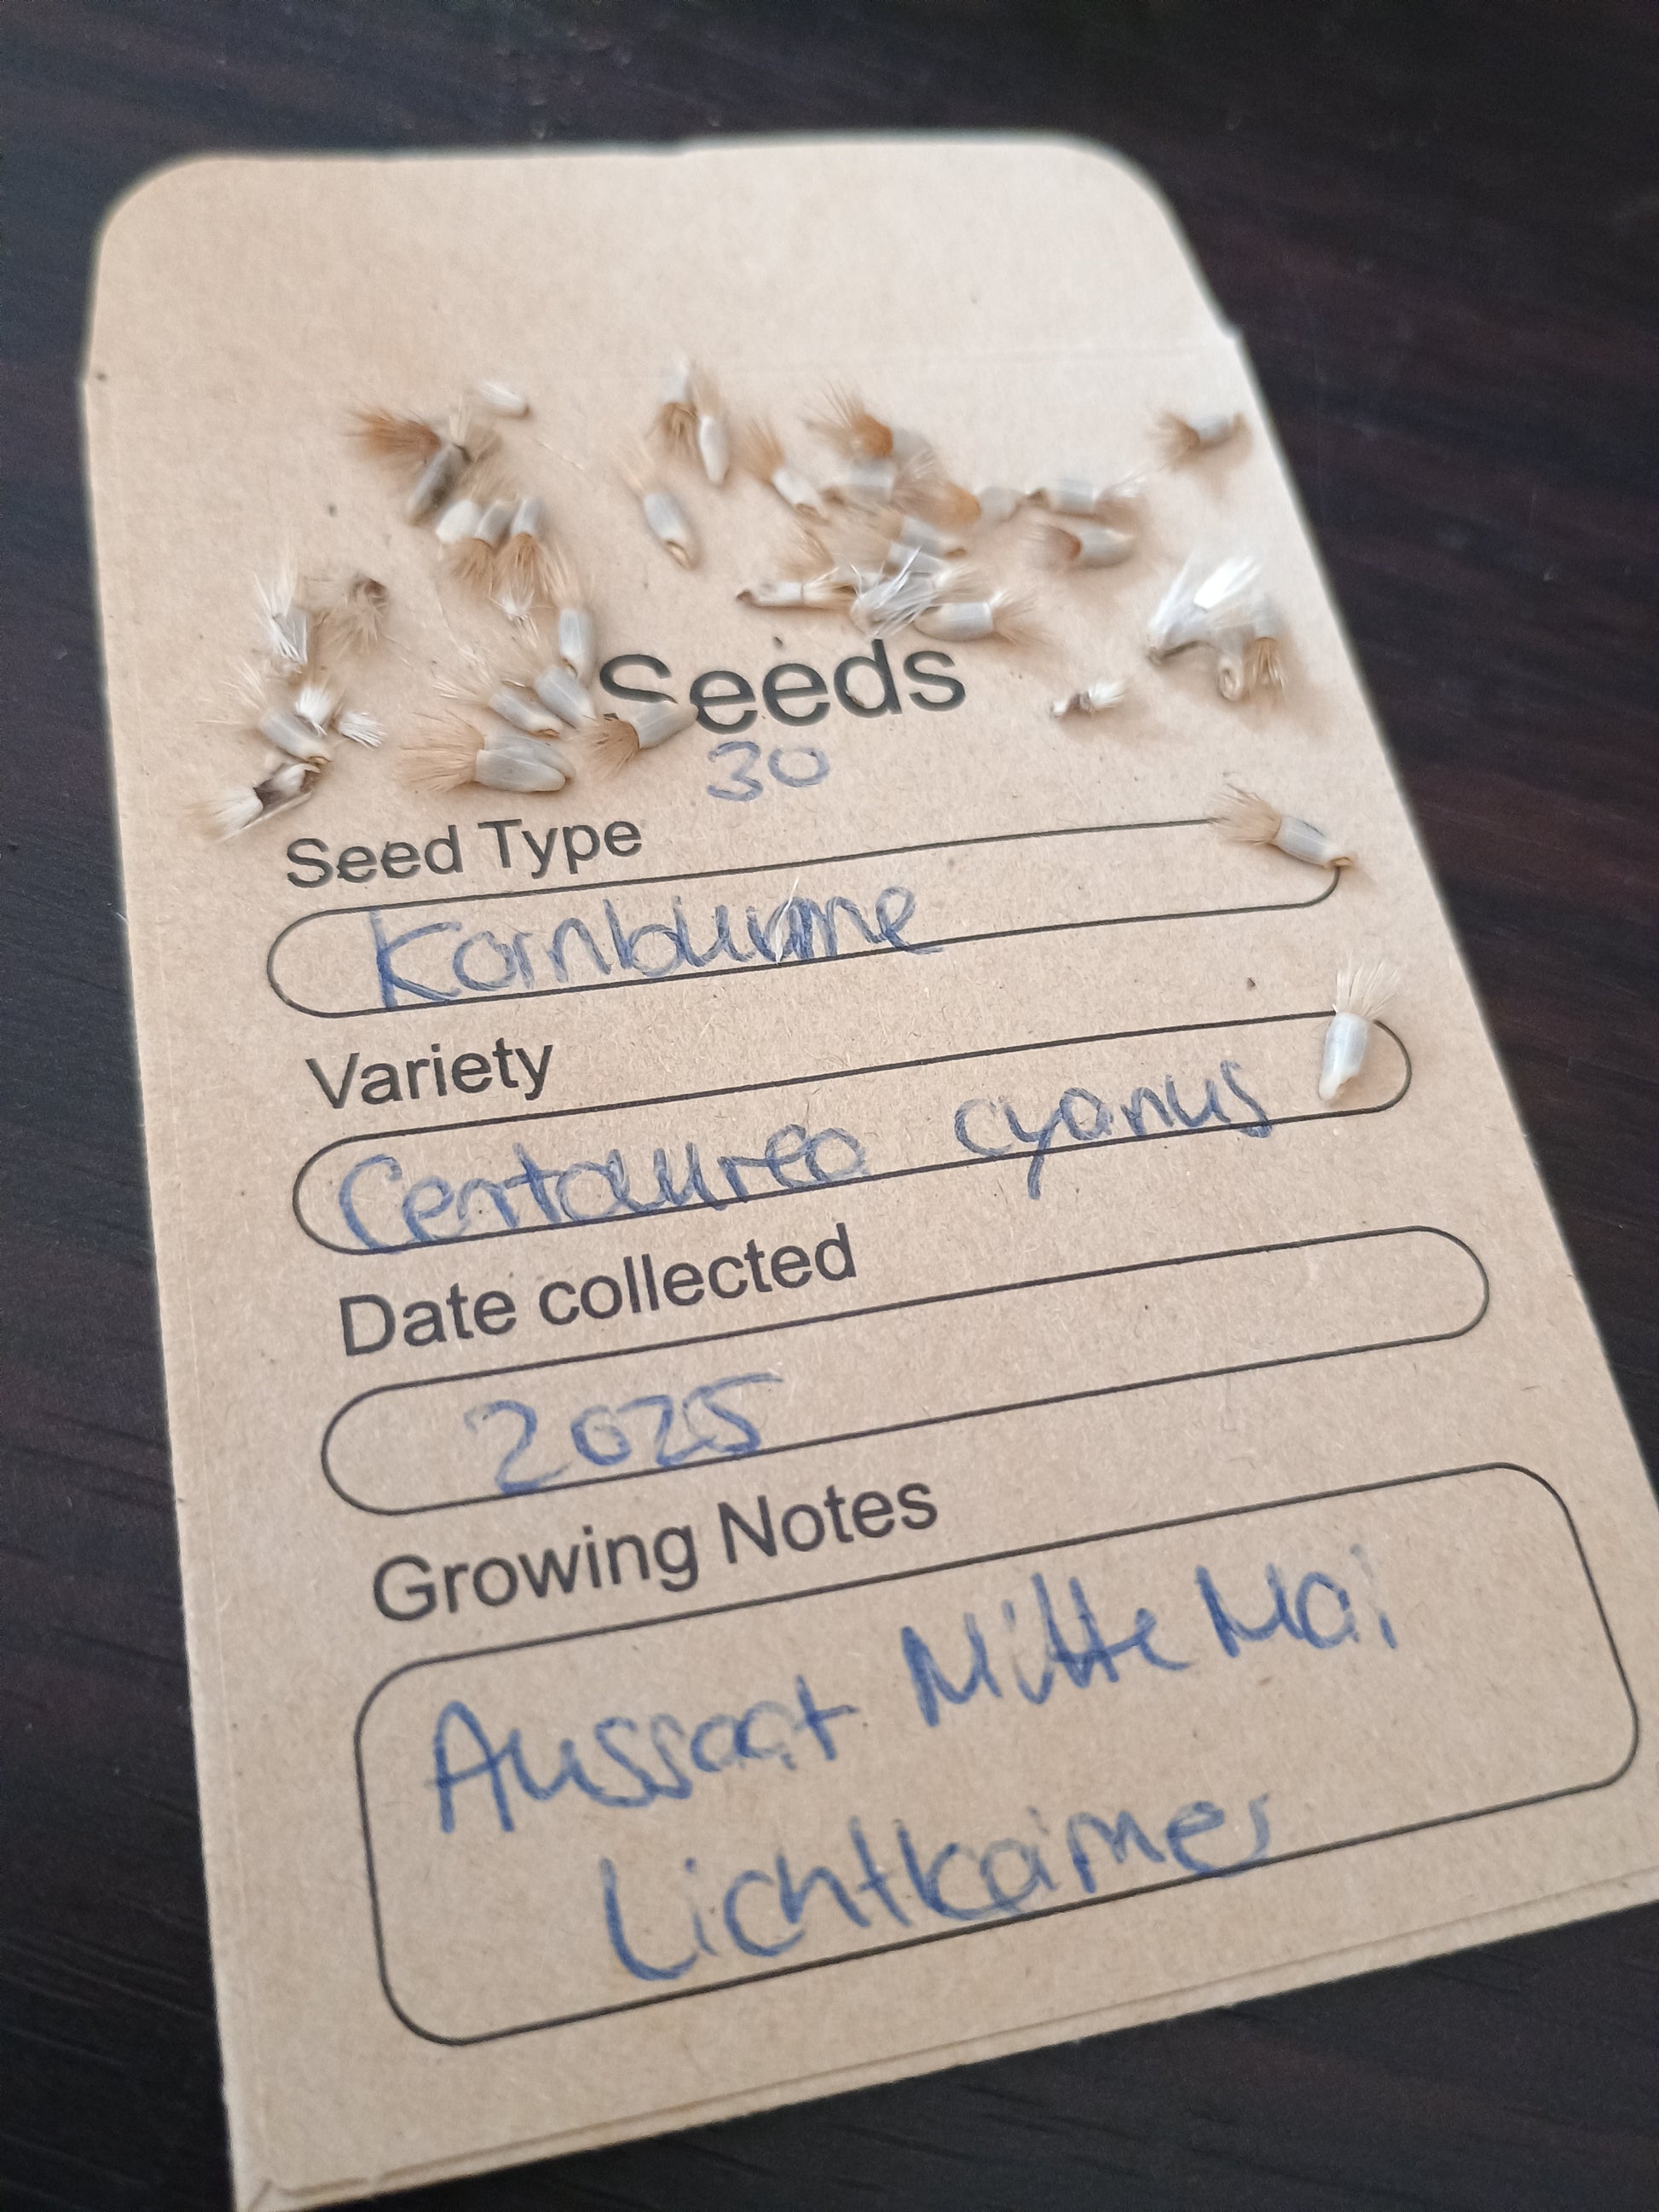 Seeds
30
Seed Type
Kornblume
Variety
Centaurea cyanus
Date collected
2025
Growing Notes
Aussaat Mitte Mai
Lichtkeimer